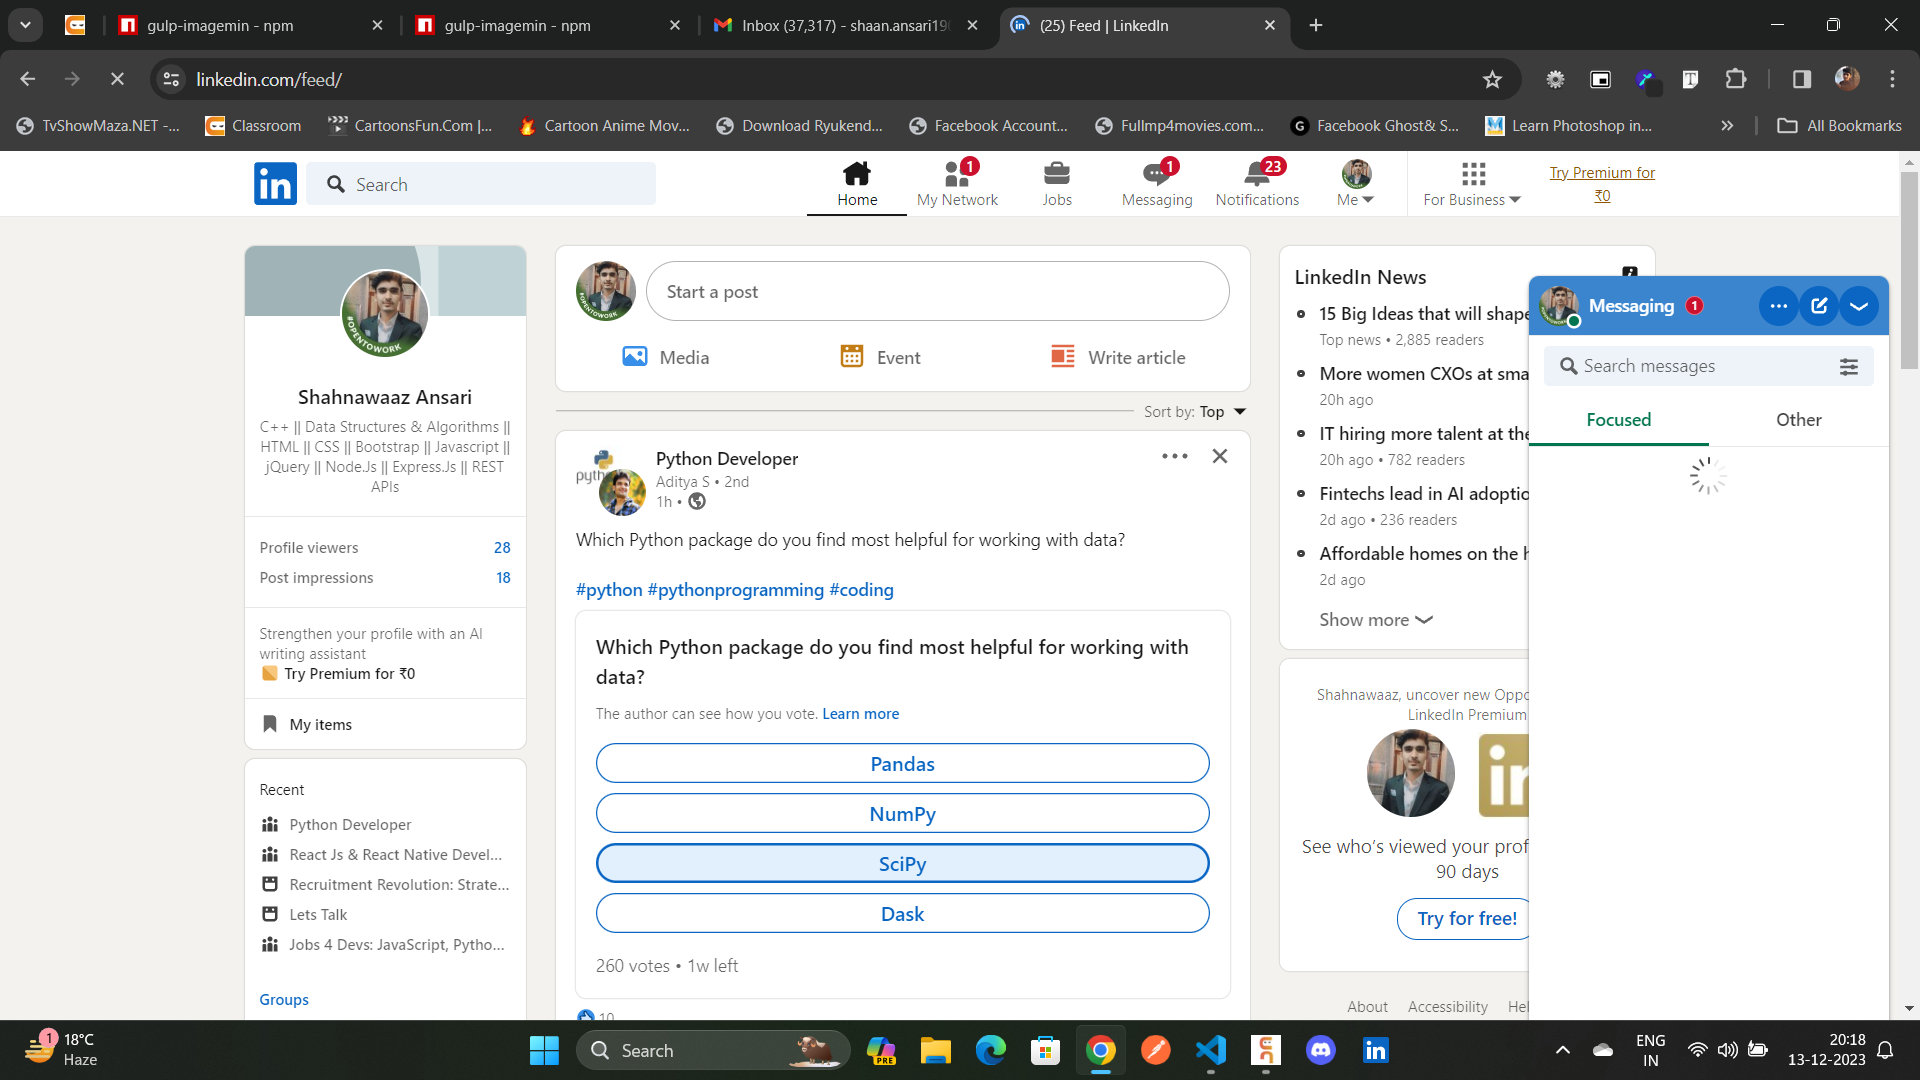 gulp-imagemin - npm
gulp-imagemin - npm
Inbox (37,317) - shaan.ansari19
(25) Feed | LinkedIn
linkedin.com/feed/
TvShowMaza.NET -...
Classroom
CartoonsFun.Com |...
Cartoon Anime Mov...
Download Ryukend...
Facebook Account...
Fullmp4movies.com...
Facebook Ghost& S...
Learn Photoshop in...
All Bookmarks
in
Search
Home
1
My Network
Jobs
1
Messaging
23
Notifications
Me
For Business
Try Premium for
₹0
#OPENTOWORK
Shahnawaaz Ansari
C++ || Data Structures & Algorithms ||
HTML || CSS || Bootstrap || Javascript ||
jQuery || Node.Js || Express.Js || REST
APIs
Profile viewers 28
Post impressions 18
Strengthen your profile with an AI
writing assistant
Try Premium for ₹0
My items
Recent
Python Developer
React Js & React Native Devel...
Recruitment Revolution: Strate...
Lets Talk
Jobs 4 Devs: JavaScript, Pytho...
Groups
#OPENTOWORK
Start a post
Media
Event
Write article
Sort by: Top
Python Developer
Aditya S • 2nd
1h •
Which Python package do you find most helpful for working with data?
#python #pythonprogramming #coding
Which Python package do you find most helpful for working with
data?
The author can see how you vote. Learn more
Pandas
NumPy
SciPy
Dask
260 votes • 1w left
10
LinkedIn News
15 Big Ideas that will shape
Top news • 2,885 readers
More women CXOs at sma
20h ago
IT hiring more talent at the
20h ago • 782 readers
Fintechs lead in AI adoptio
2d ago • 236 readers
Affordable homes on the h
2d ago
Show more
Shahnawaaz, uncover new Oppo
LinkedIn Premium
in
See who's viewed your prof
90 days
Try for free!
About Accessibility Hel
Messaging 1
Search messages
Focused
Other
1
18°C
Haze
Search
PRE
in
ENG
IN
20:18
13-12-2023